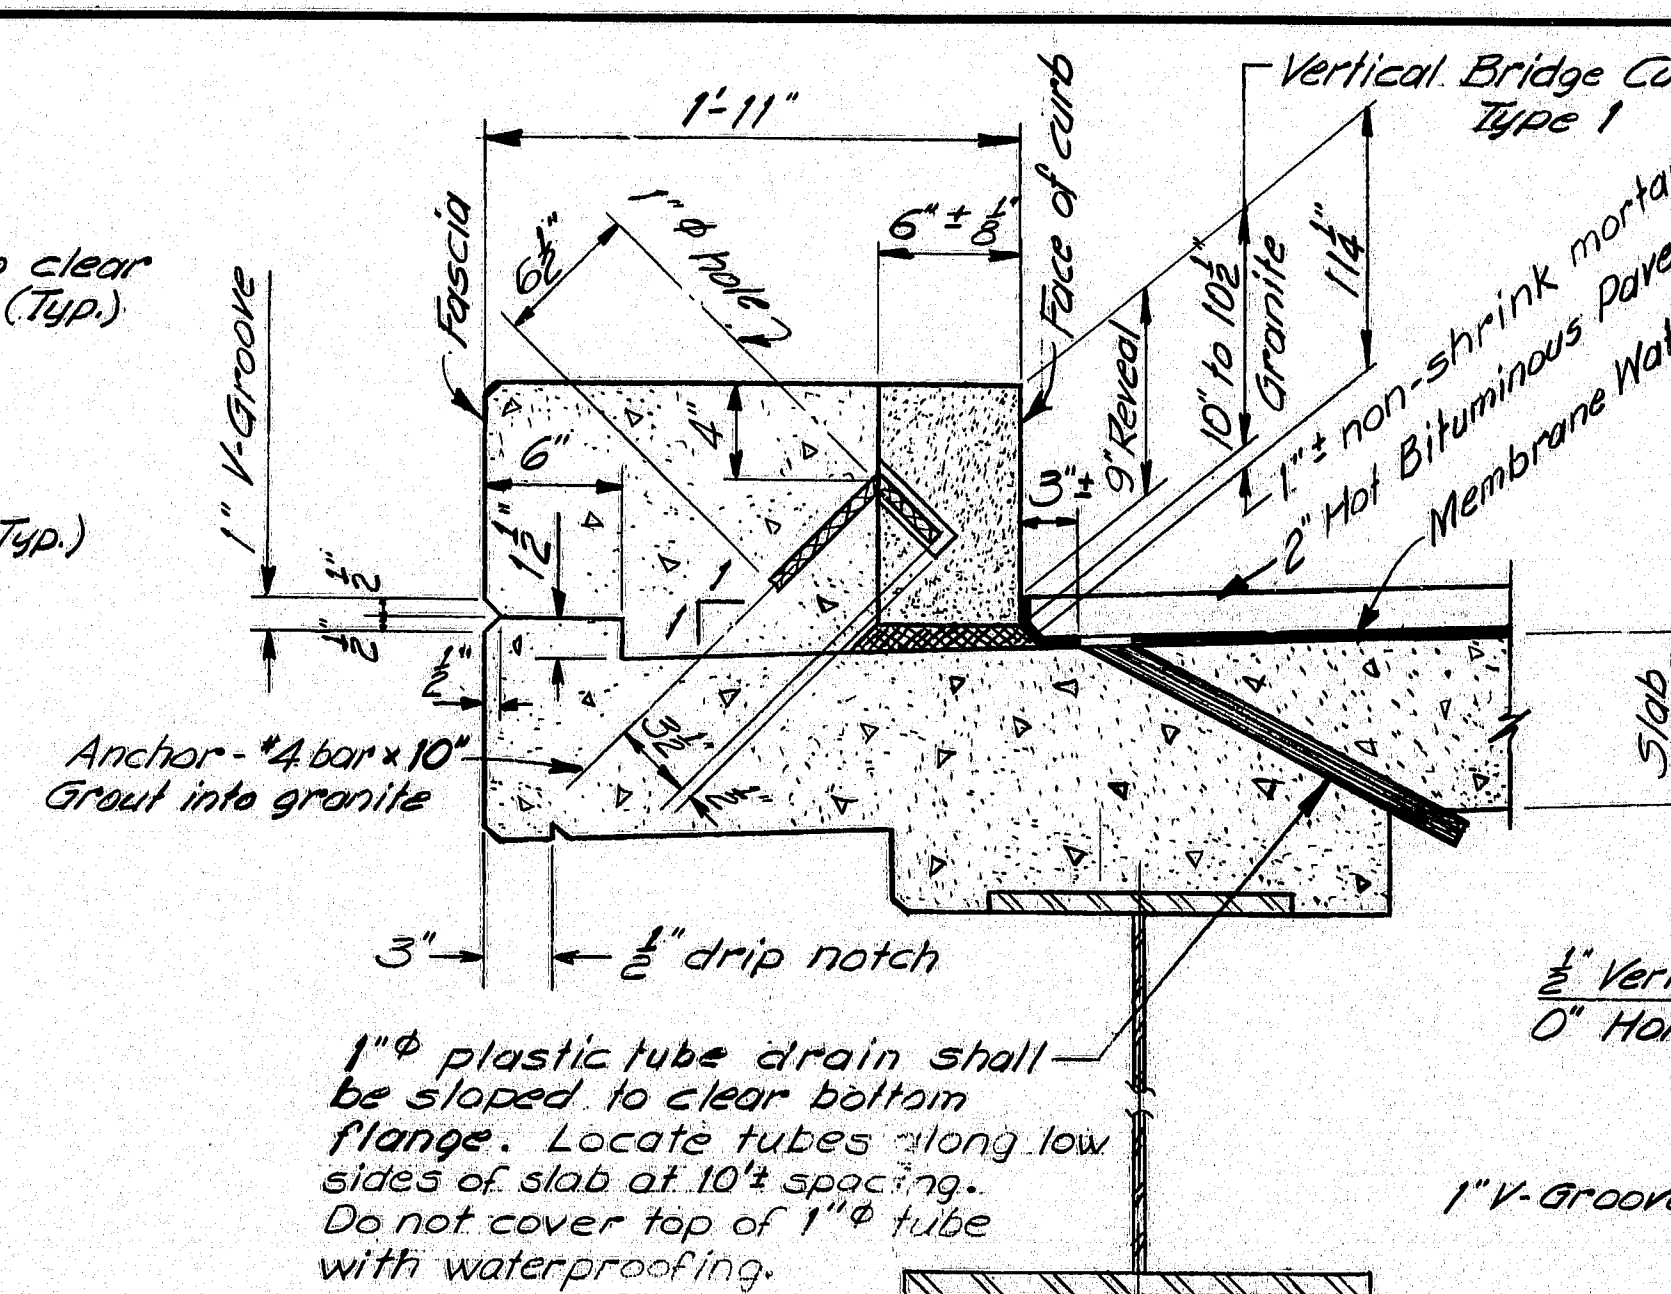 Vertical Bridge Cu
Type 1
1'-11"
Face of curb
Fascia
6½"
1" Φ hole
6" ± ⅛"
10" to 10½"
Granite
11¼"
9" Reveal
clear
(Typ.)
Typ.)
1" V-Groove
1"± non-shrink morta
2" Hot Bituminous Pave
Membrane Wat
4"
6"
3"±
1½"
½"
½"
½"
1
1
Slab
Anchor - #4 bar x 10"
Grout into granite
3½"
3"
½" drip notch
½" Ver
0" Ho
1"Φ plastic tube drain shall
be sloped to clear bottom
flange. Locate tubes along low
sides of slab at 10'± spacing.
Do not cover top of 1"Φ tube
with waterproofing.
1" V-Groov